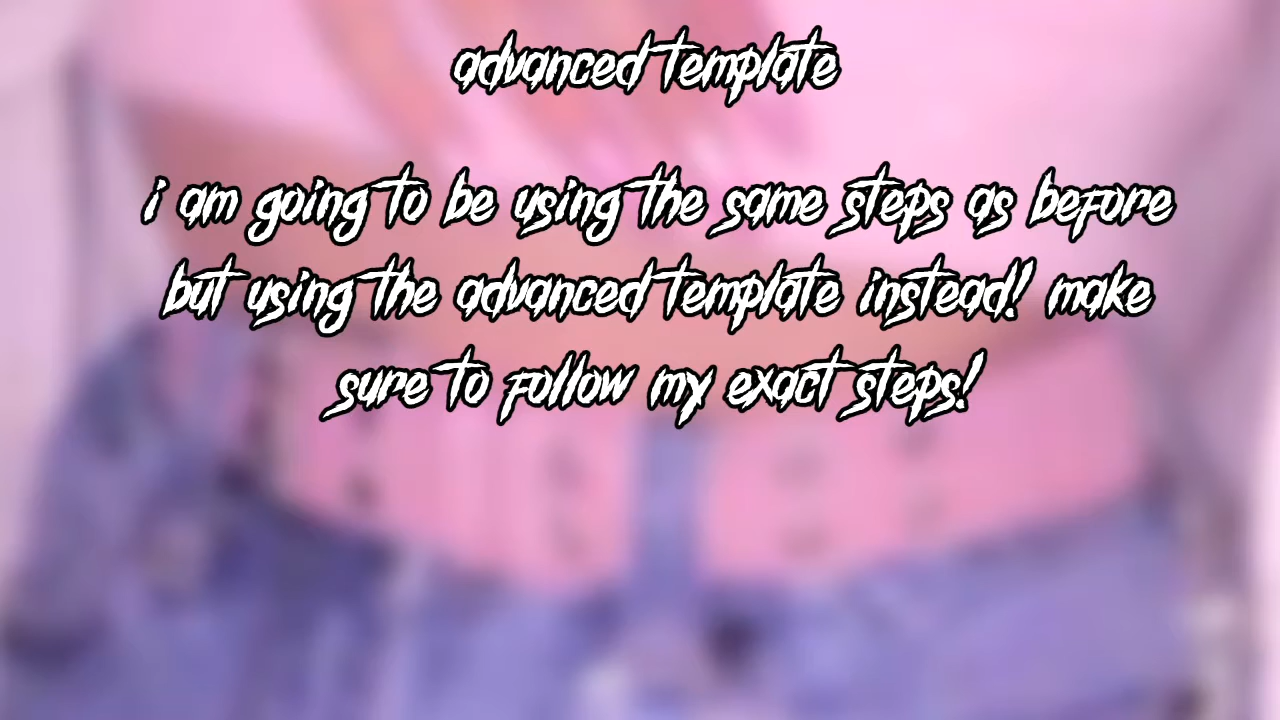 advanced template
i am going to be using the same steps as before
but using the advanced template instead! make
sure to follow my exact steps!